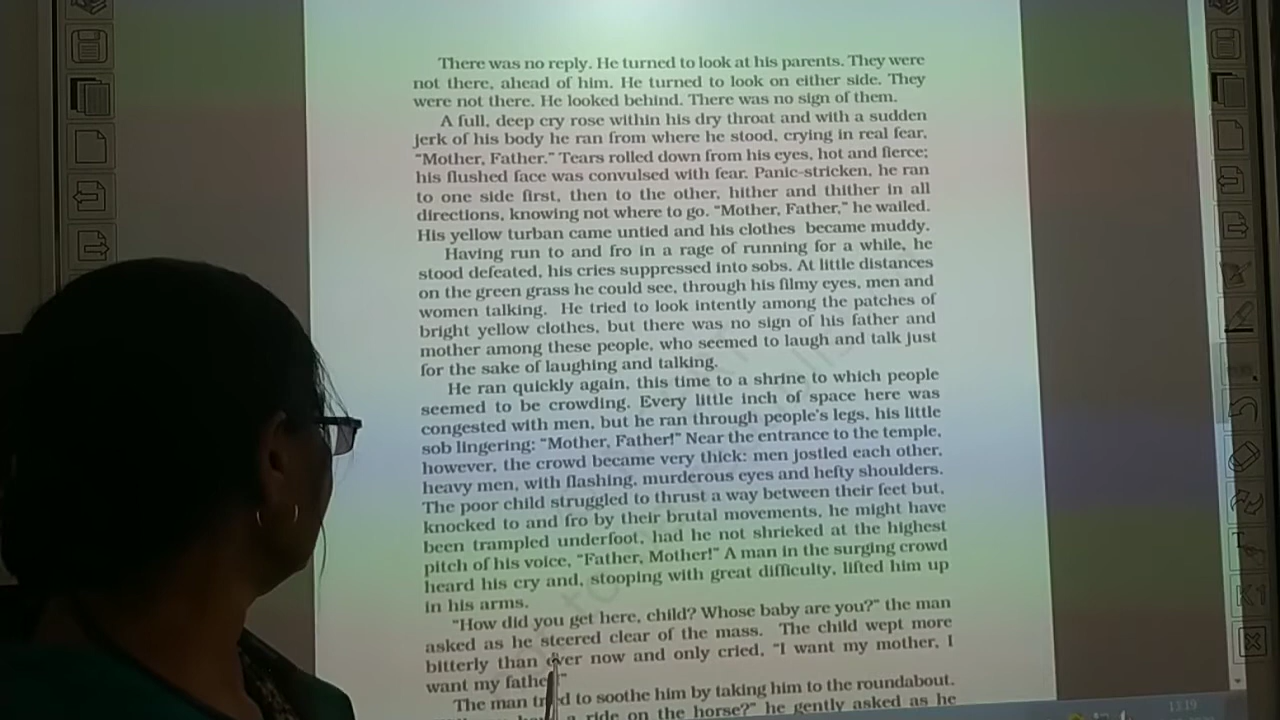 There was no reply. He turned to look at his parents. They were
not there, ahead of him. He turned to look on either side. They
were not there. He looked behind. There was no sign of them.
A full, deep cry rose within his dry throat and with a sudden
jerk of his body he ran from where he stood, crying in real fear,
“Mother, Father.” Tears rolled down from his eyes, hot and fierce;
his flushed face was convulsed with fear. Panic-stricken, he ran
to one side first, then to the other, hither and thither in all
directions, knowing not where to go. “Mother, Father,” he wailed.
His yellow turban came untied and his clothes became muddy.
Having run to and fro in a rage of running for a while, he
stood defeated, his cries suppressed into sobs. At little distances
on the green grass he could see, through his filmy eyes, men and
women talking. He tried to look intently among the patches of
bright yellow clothes, but there was no sign of his father and
mother among these people, who seemed to laugh and talk just
for the sake of laughing and talking.
He ran quickly again, this time to a shrine to which people
seemed to be crowding. Every little inch of space here was
congested with men, but he ran through people's legs, his little
sob lingering: “Mother, Father!” Near the entrance to the temple,
however, the crowd became very thick: men jostled each other,
heavy men, with flashing, murderous eyes and hefty shoulders.
The poor child struggled to thrust a way between their feet but,
knocked to and fro by their brutal movements, he might have
been trampled underfoot, had he not shrieked at the highest
pitch of his voice, “Father, Mother!” A man in the surging crowd
heard his cry and, stooping with great difficulty, lifted him up
in his arms.
“How did you get here, child? Whose baby are you?” the man
asked as he steered clear of the mass. The child wept more
bitterly than ever now and only cried, “I want my mother, I
want my father!”
The man tried to soothe him by taking him to the roundabout.
a ride on the horse?” he gently asked as he
13:19